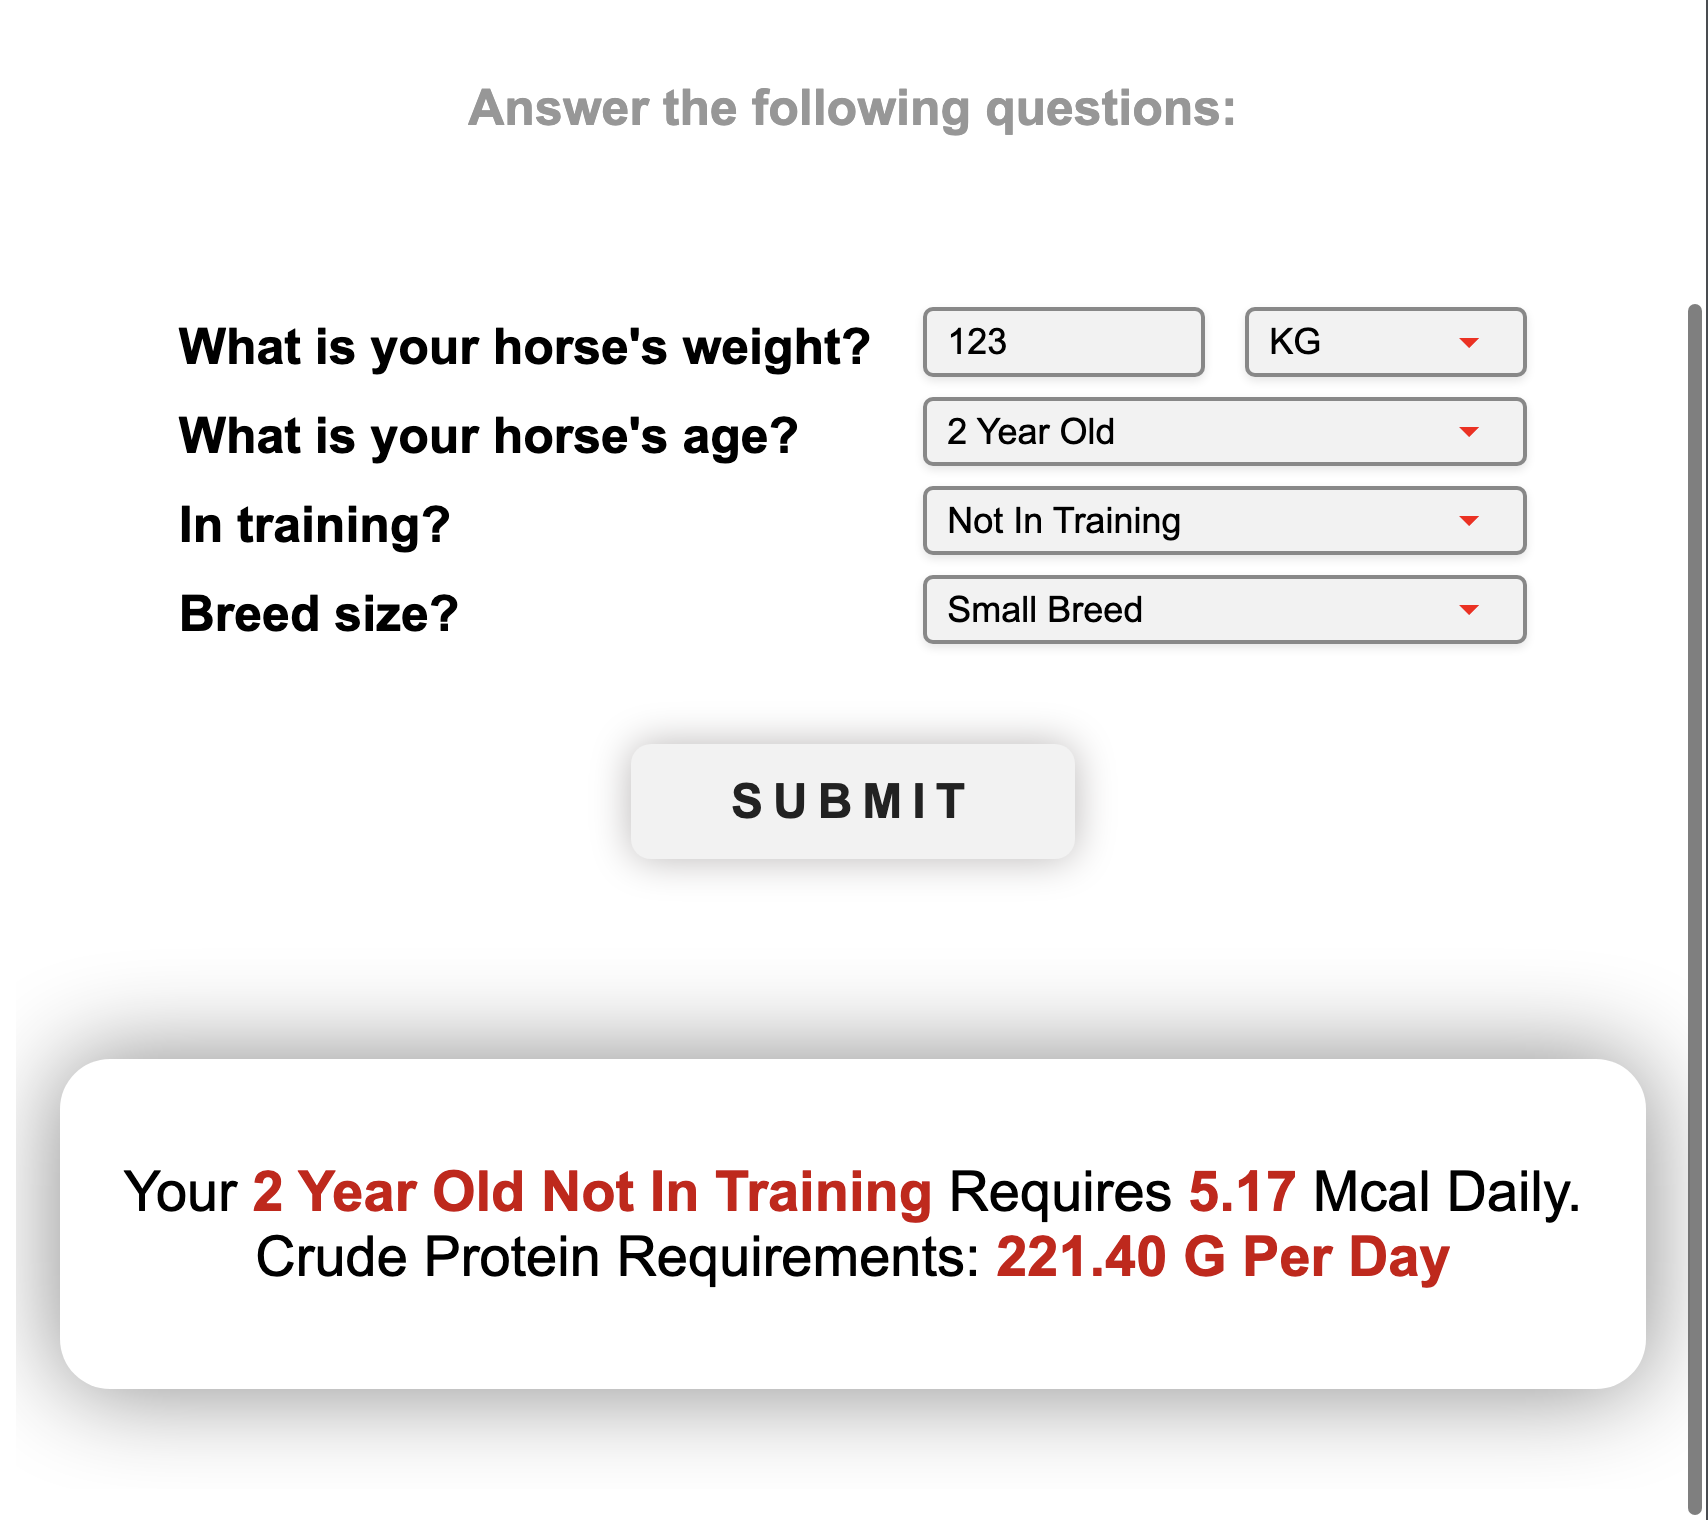 Answer the following questions:
What is your horse's weight? 123 KG
What is your horse's age? 2 Year Old
In training? Not In Training
Breed size? Small Breed
SUBMIT
Your 2 Year Old Not In Training Requires 5.17 Mcal Daily.
Crude Protein Requirements: 221.40 G Per Day